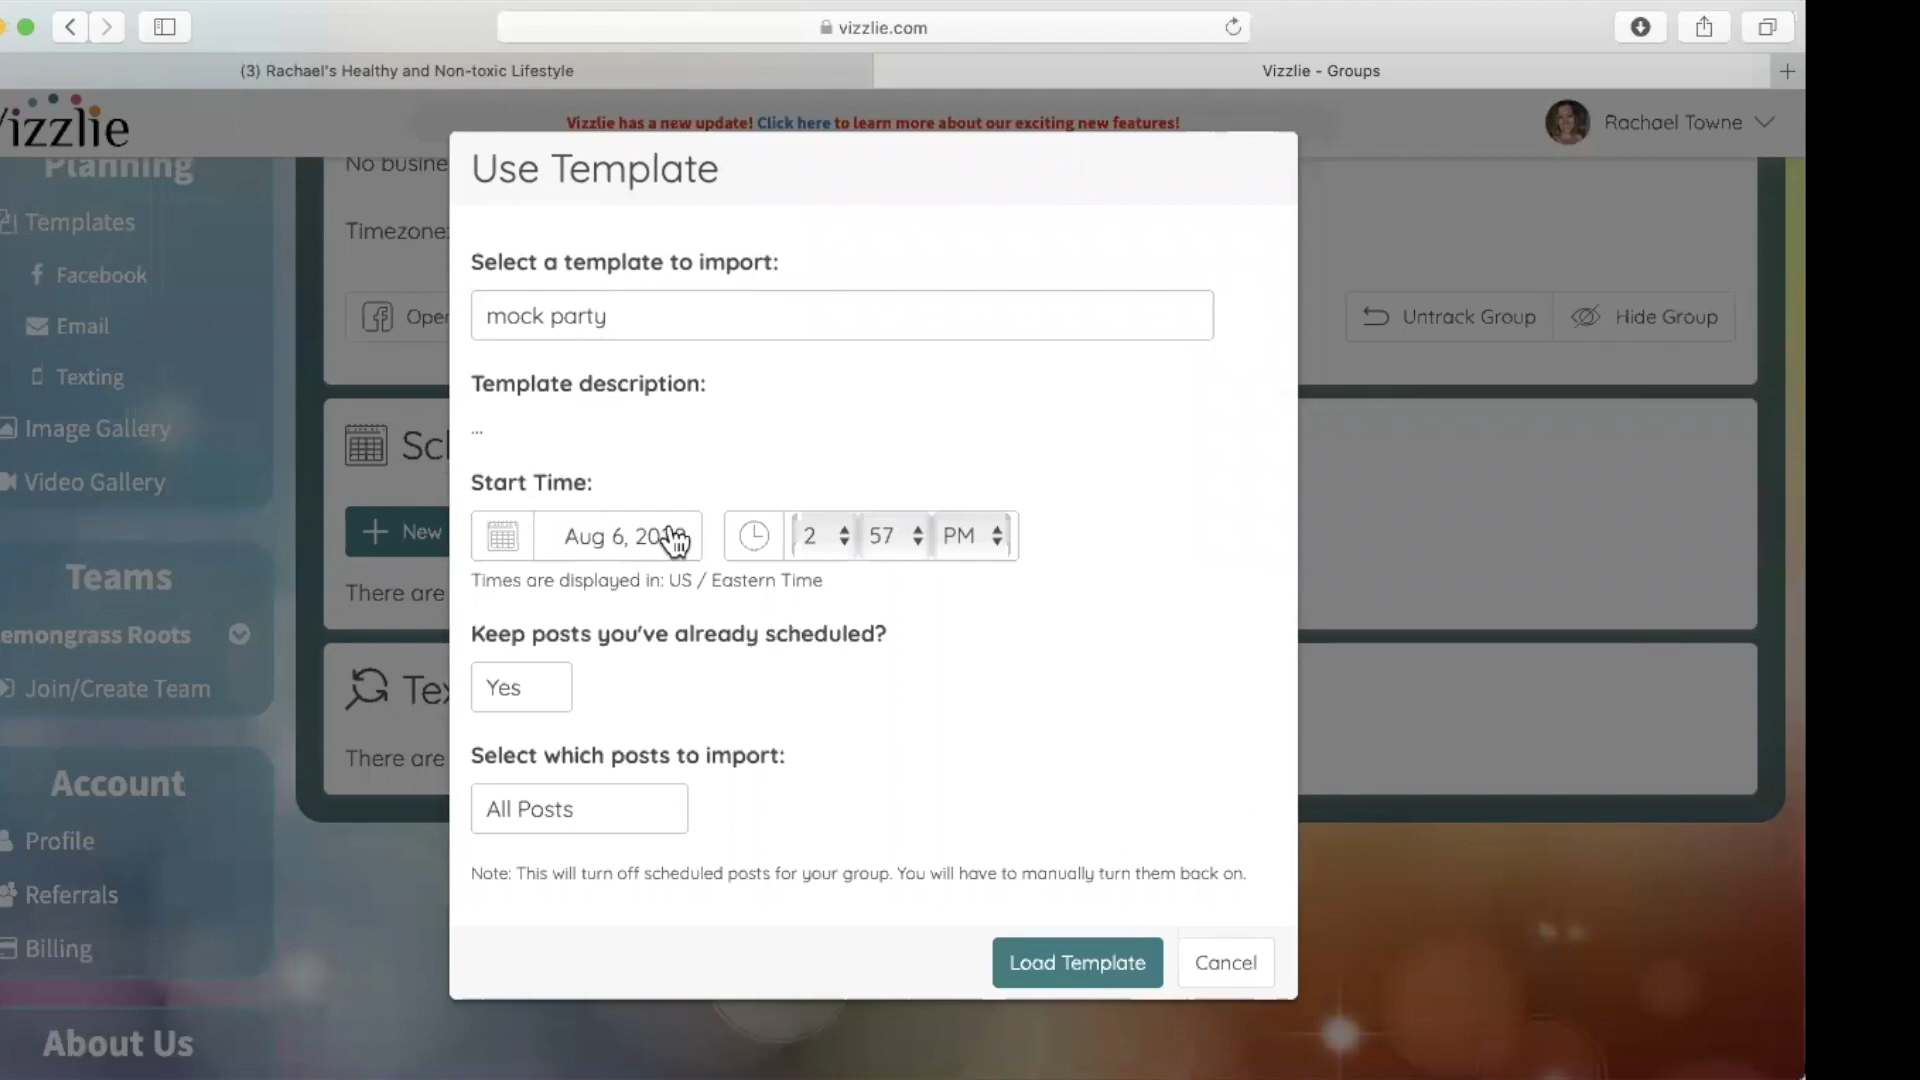 vizzlie.com
(3) Rachael's Healthy and Non-toxic Lifestyle
Vizzlie - Groups
izzlie
Vizzlie has a new update! Click here to learn more about our exciting new features!
Rachael Towne
Planning
Templates
Facebook
Email
Texting
Image Gallery
Video Gallery
Teams
emongrass Roots
Join/Create Team
Account
Profile
Referrals
Billing
About Us
No busine
Timezone:
Oper
Untrack Group
Hide Group
Sch
New
There are
Tex
There are
Use Template
Select a template to import:
mock party
Template description:
...
Start Time:
Aug 6, 20
2 57 PM
Times are displayed in: US / Eastern Time
Keep posts you've already scheduled?
Yes
Select which posts to import:
All Posts
Note: This will turn off scheduled posts for your group. You will have to manually turn them back on.
Load Template
Cancel